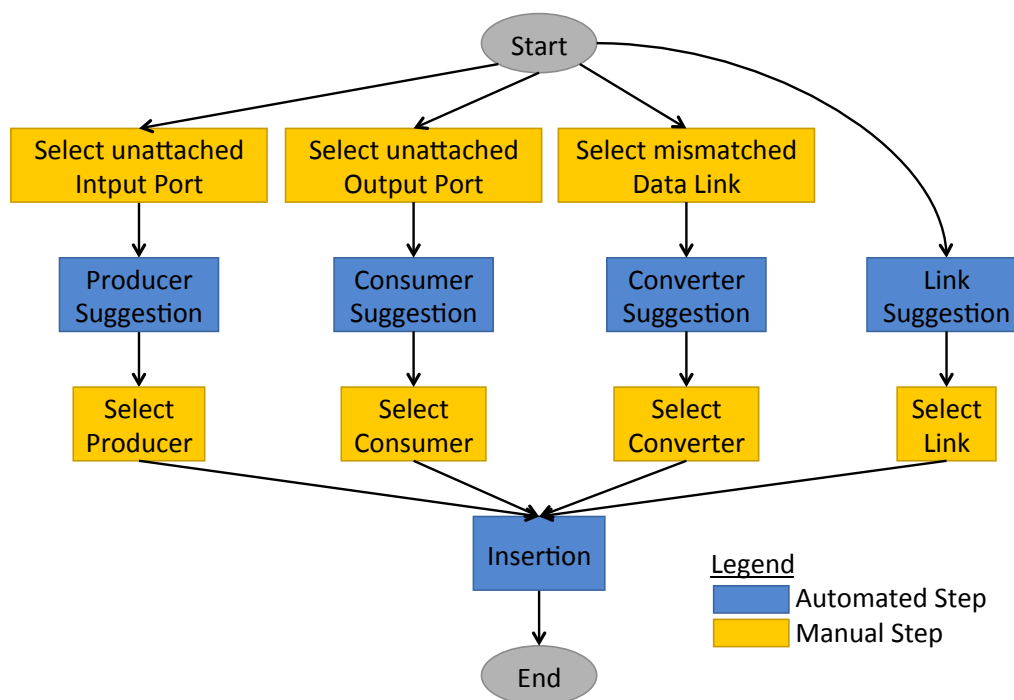 Start
Select unattached
Intput Port
Select unattached
Output Port
Select mismatched
Data Link
Producer
Suggestion
Consumer
Suggestion
Converter
Suggestion
Link
Suggestion
Select
Producer
Select
Consumer
Select
Converter
Select
Link
Insertion
Legend
Automated Step
Manual Step
End